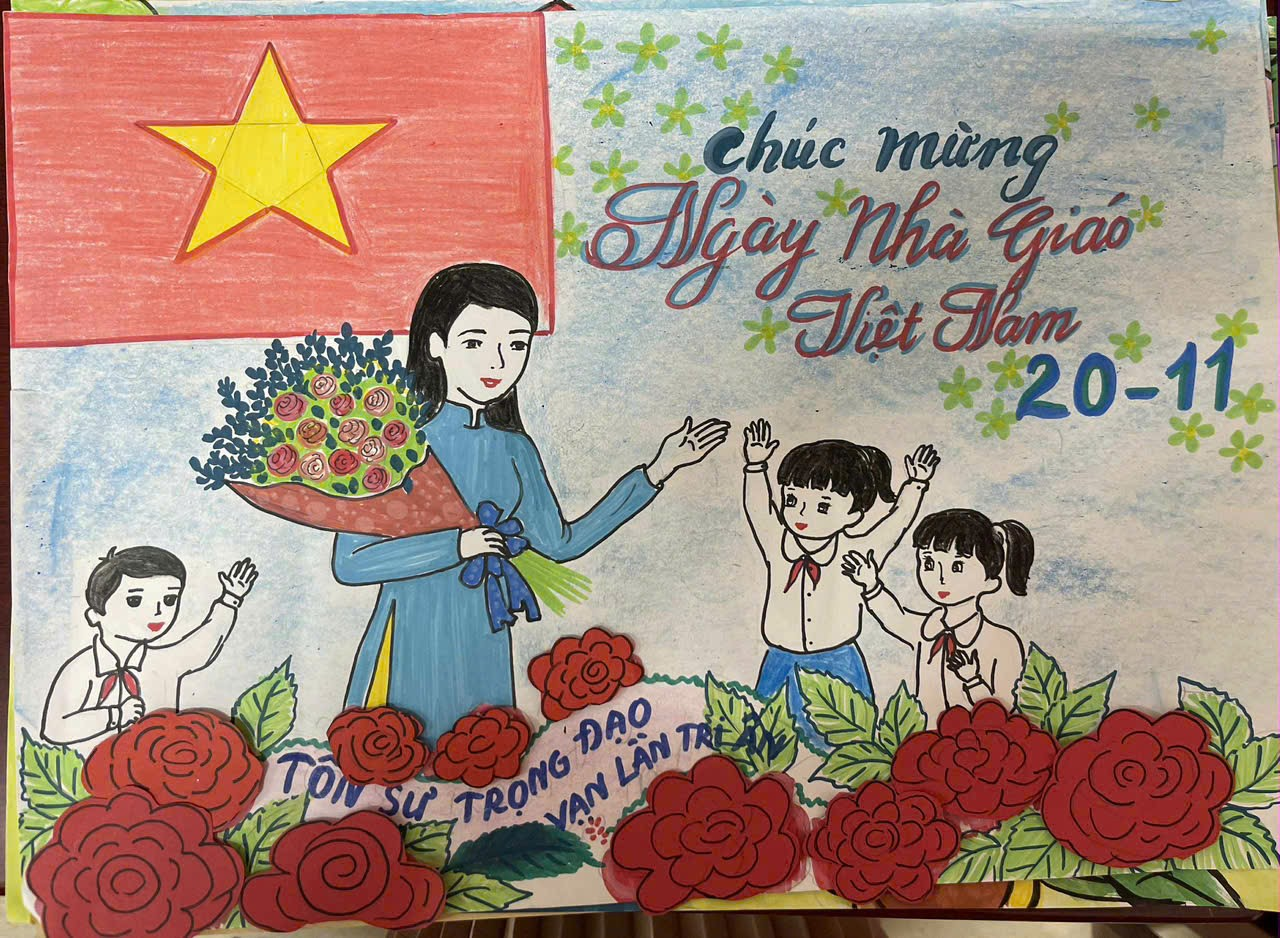 Chúc mừng
Ngày Nhà Giáo
Việt Nam
20-11
TÔN SƯ TRỌNG ĐẠO
VẠN LẦN TRI ÂN